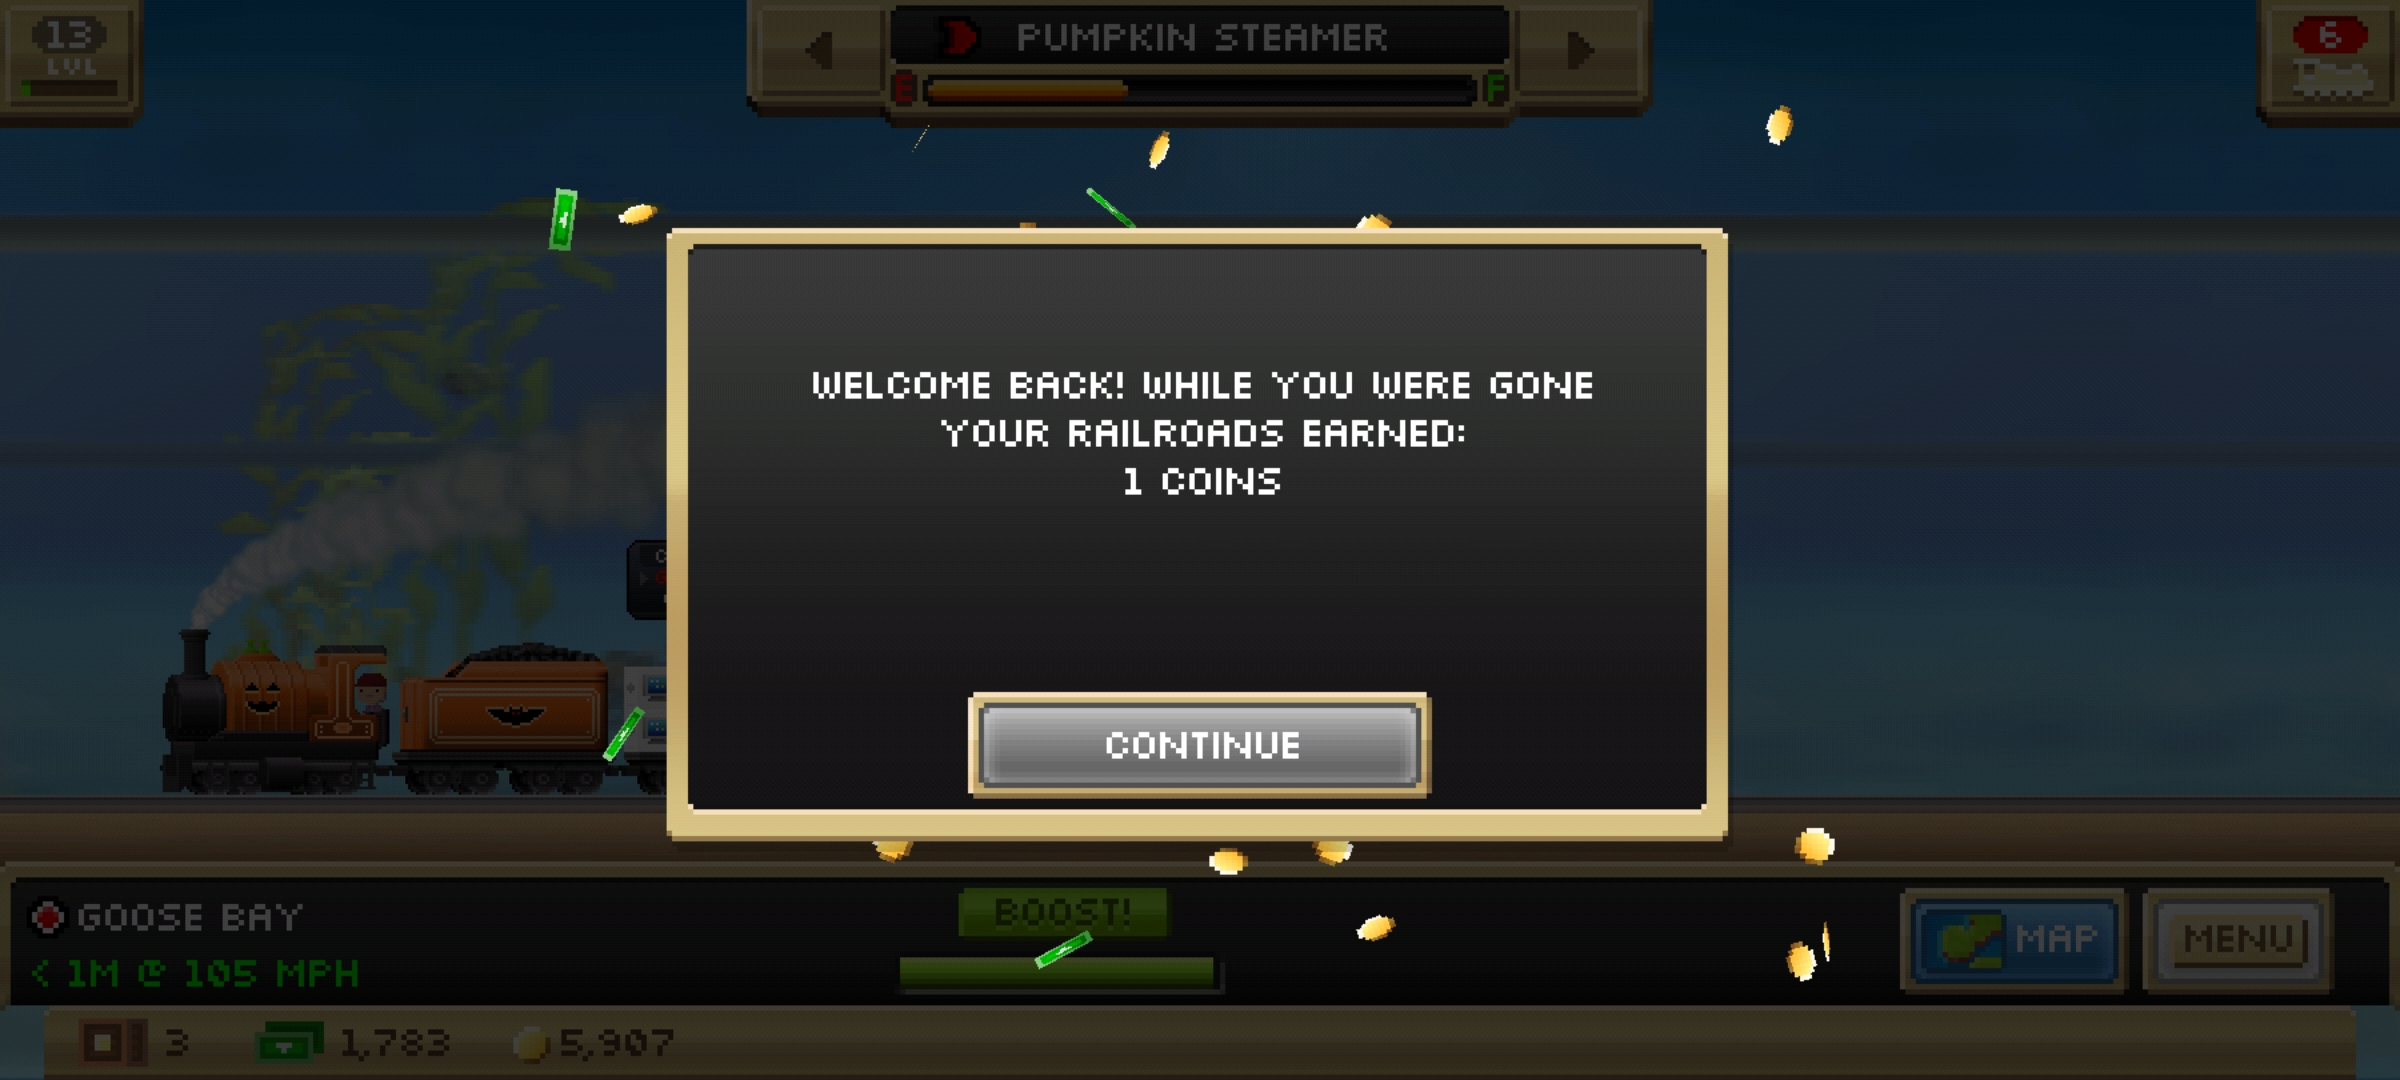 13
LVL
PUMPKIN STEAMER
E F
6
WELCOME BACK! WHILE YOU WERE GONE
YOUR RAILROADS EARNED:
1 COINS
CONTINUE
GOOSE BAY
< 1M @ 105 MPH
BOOST!
MAP
MENU
3 1,783 5,907